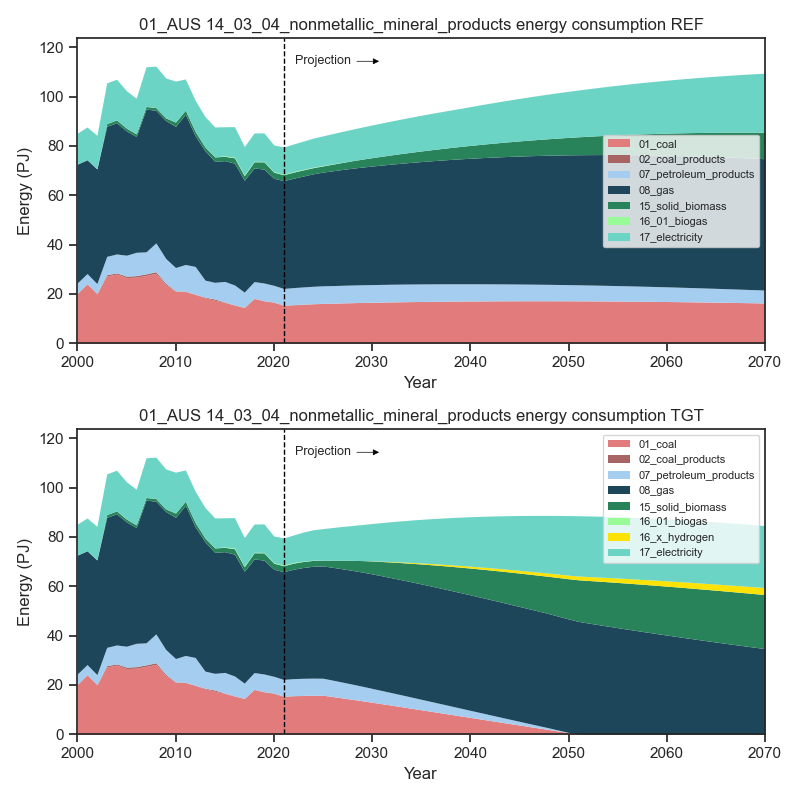 01_AUS 14_03_04_nonmetallic_mineral_products energy consumption REF
Energy (PJ)
120
100
80
60
40
20
0
Projection
01_coal
02_coal_products
07_petroleum_products
08_gas
15_solid_biomass
16_01_biogas
17_electricity
2000 2010 2020 2030 2040 2050 2060 2070
Year
01_AUS 14_03_04_nonmetallic_mineral_products energy consumption TGT
Energy (PJ)
120
100
80
60
40
20
0
Projection
01_coal
02_coal_products
07_petroleum_products
08_gas
15_solid_biomass
16_01_biogas
16_x_hydrogen
17_electricity
2000 2010 2020 2030 2040 2050 2060 2070
Year